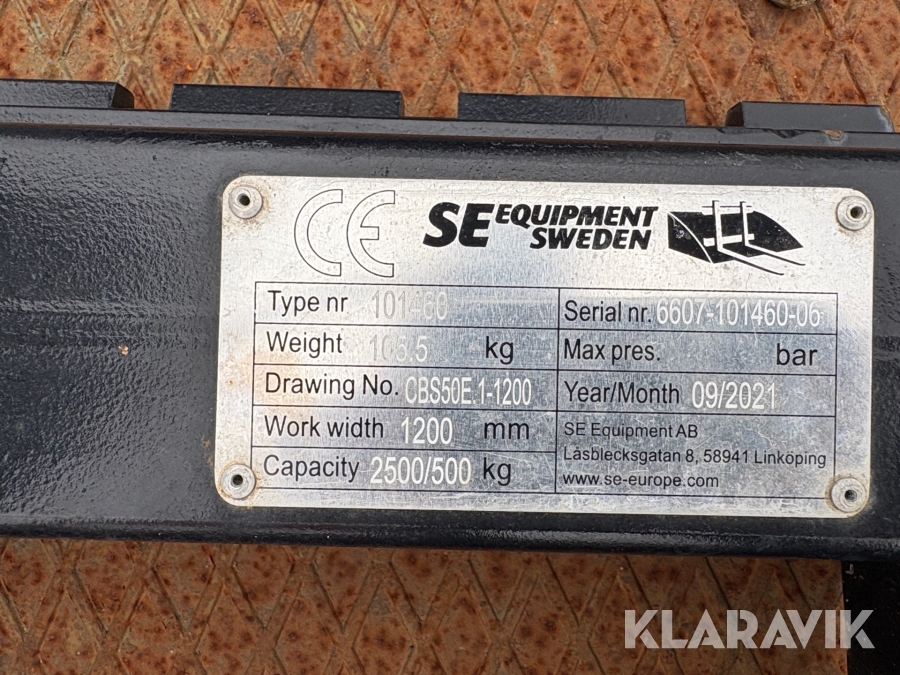 CE SE EQUIPMENT
SWEDEN
Type nr 101460
Serial nr. 6607-101460-06
Weight 106.5 kg
Max pres. bar
Drawing No. CBS50E.1-1200
Year/Month 09/2021
Work width 1200 mm
SE Equipment AB
Låsblecksgatan 8, 58941 Linköping
www.se-europe.com
Capacity 2500/500 kg
KLARAVIK